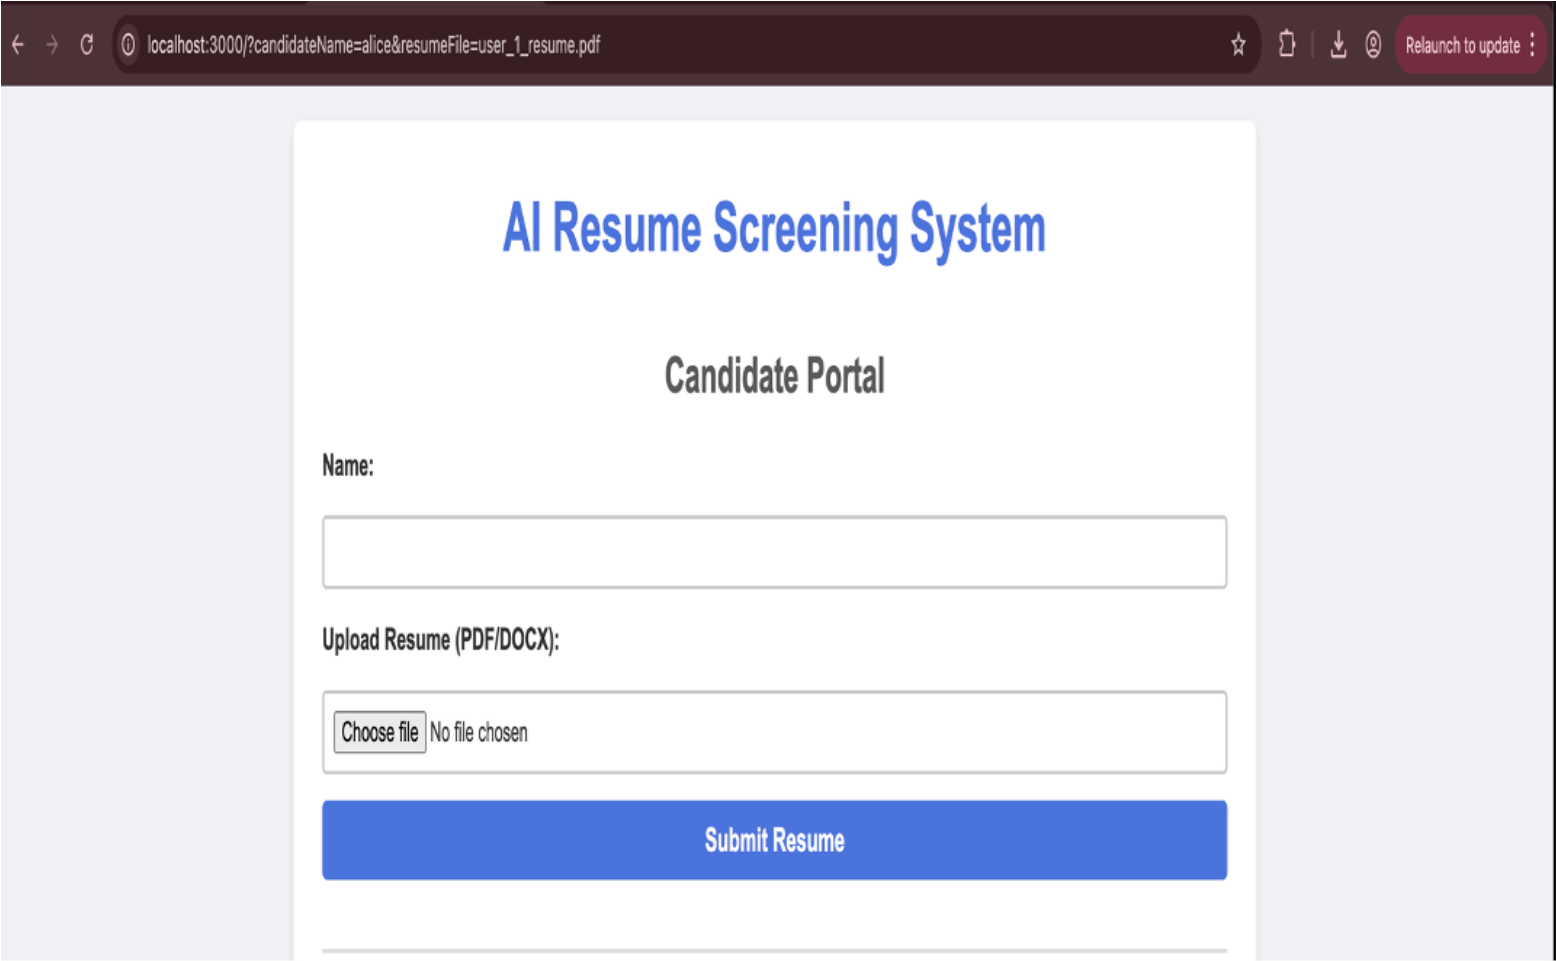 localhost:3000/?candidateName=alice&resumeFile=user_1_resume.pdf
Relaunch to update
AI Resume Screening System
Candidate Portal
Name:
Upload Resume (PDF/DOCX):
Choose file No file chosen
Submit Resume